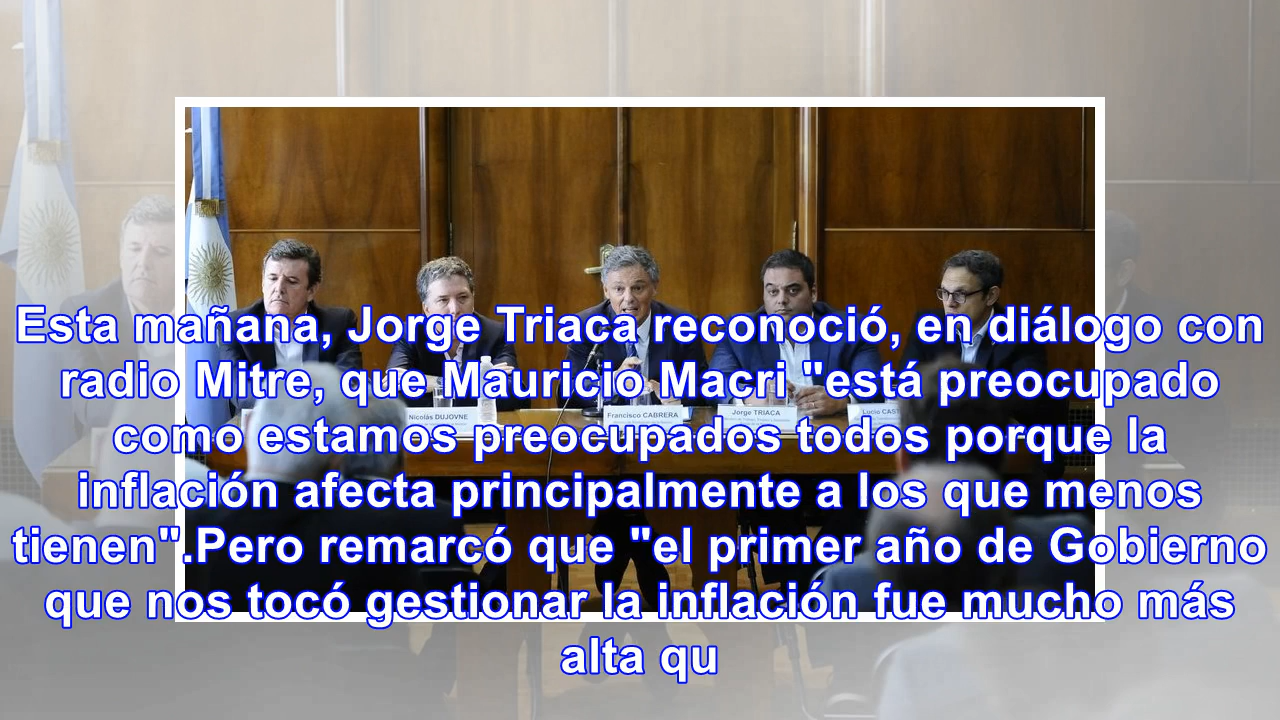 Esta mañana, Jorge Triaca reconoció, en diálogo con
radio Mitre, que Mauricio Macri "está preocupado
como estamos preocupados todos porque la
inflación afecta principalmente a los que menos
tienen".Pero remarcó que "el primer año de Gobierno
que nos tocó gestionar la inflación fue mucho más
alta qu
Nicolás DUJOVNE
Francisco CABRERA
Jorge TRIACA
Lucio CAST